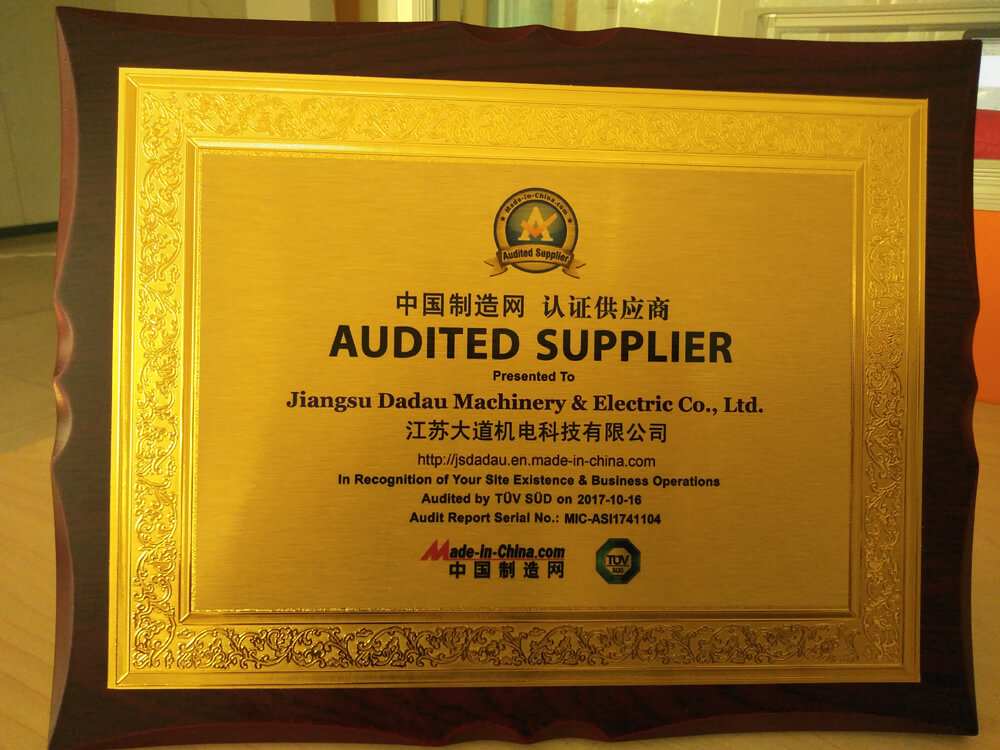 Made-in-China.com
Audited Supplier
中国制造网 认证供应商
AUDITED SUPPLIER
Presented To
Jiangsu Dadau Machinery & Electric Co., Ltd.
江苏大道机电科技有限公司
http://jsdadau.en.made-in-china.com
In Recognition of Your Site Existence & Business Operations
Audited by TÜV SÜD on 2017-10-16
Audit Report Serial No.: MIC-ASI1741104
Made-in-China.com
中国制造网
TÜV
SÜD